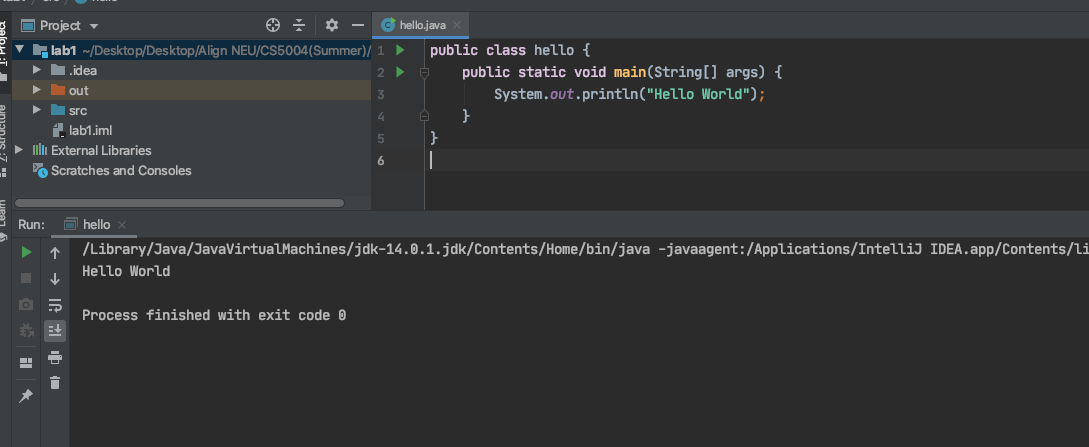 src hello
Project
hello.java
1: Project
lab1 ~/Desktop/Desktop/Align NEU/CS5004(Summer)/
.idea
out
src
lab1.iml
External Libraries
Scratches and Consoles
Z: Structure
Learn
1 public class hello {
2 public static void main(String[] args) {
3 System.out.println("Hello World");
4 }
5 }
6
Run: hello
/Library/Java/JavaVirtualMachines/jdk-14.0.1.jdk/Contents/Home/bin/java -javaagent:/Applications/IntelliJ IDEA.app/Contents/li
Hello World
Process finished with exit code 0